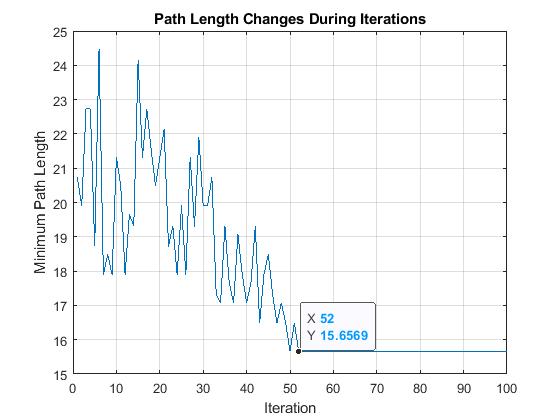 Path Length Changes During Iterations
25
24
23
22
21
20
19
18
17
16
15
Minimum Path Length
X 52
Y 15.6569
0 10 20 30 40 50 60 70 80 90 100
Iteration